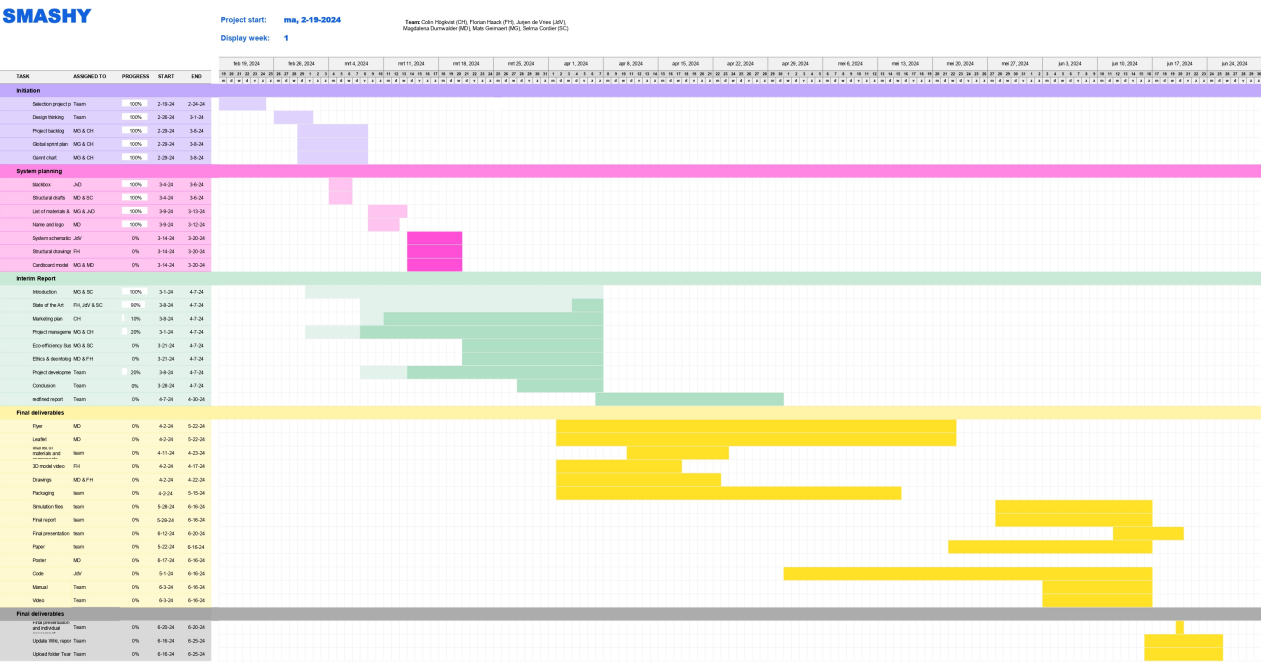 SMASHY
Project start: ma, 2-19-2024
Display week: 1
Team: Colin Högkvist (CH), Florian Haack (FH), Jurjen de Vries (JdV),
Magdalena Durnwalder (MD), Mats Geirnaert (MG), Selma Cordier (SC)
feb 19, 2024 feb 26, 2024 mrt 4, 2024 mrt 11, 2024 mrt 18, 2024 mrt 25, 2024 apr 1, 2024 apr 8, 2024 apr 15, 2024 apr 22, 2024 apr 29, 2024 mei 6, 2024 mei 13, 2024 mei 20, 2024 mei 27, 2024 jun 3, 2024 jun 10, 2024 jun 17, 2024 jun 24, 2024
TASK ASSIGNED TO PROGRESS START END
Initiation
Selection project p Team 100% 2-19-24 2-24-24
Design thinking Team 100% 2-26-24 3-1-24
Project backlog MG & CH 100% 2-29-24 3-8-24
Global sprint plan MG & CH 100% 2-29-24 3-8-24
Gannt chart MG & CH 100% 2-29-24 3-8-24
System planning
blackbox JvD 100% 3-4-24 3-6-24
Structural drafts MD & SC 100% 3-4-24 3-6-24
List of materials & MG & JvD 100% 3-9-24 3-13-24
Name and logo MD 100% 3-9-24 3-12-24
System schematic JdV 0% 3-14-24 3-20-24
Structural drawings FH 0% 3-14-24 3-20-24
Cardboard model MG & MD 0% 3-14-24 3-20-24
Interim Report
Introduction MG & SC 100% 3-1-24 4-7-24
State of the Art FH, JdV & SC 90% 3-8-24 4-7-24
Marketing plan CH 10% 3-8-24 4-7-24
Project manageme MG & CH 20% 3-1-24 4-7-24
Eco-efficiency Sus MG & SC 0% 3-21-24 4-7-24
Ethics & deontolog MD & FH 0% 3-21-24 4-7-24
Project developme Team 20% 3-8-24 4-7-24
Conclusion Team 0% 3-28-24 4-7-24
redfined report Team 0% 4-7-24 4-30-24
Final deliverables
Flyer MD 0% 4-2-24 5-22-24
Leaflet MD 0% 4-2-24 5-22-24
materials and team 0% 4-11-24 4-23-24
3D model video FH 0% 4-2-24 4-17-24
Drawings MD & FH 0% 4-2-24 4-22-24
Packaging team 0% 4-2-24 5-15-24
Simulation files team 0% 5-28-24 6-16-24
Final report team 0% 5-28-24 6-16-24
Final presentation team 0% 6-12-24 6-20-24
Paper team 0% 5-22-24 6-16-24
Poster MD 0% 8-17-24 6-16-24
Code JdV 0% 5-1-24 6-16-24
Manual Team 0% 6-3-24 6-16-24
Video Team 0% 6-3-24 6-16-24
Final deliverables
Final presentation
and individual Team 0% 6-20-24 6-20-24
Update Wiki, repor Team 0% 6-16-24 6-25-24
Upload folder Tear Team 0% 6-16-24 6-25-24